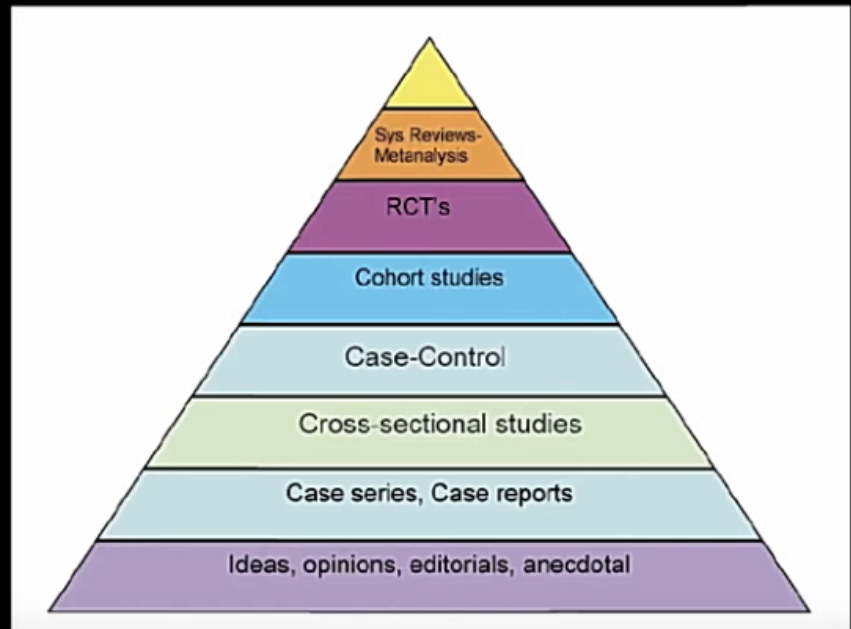 Sys Reviews-
Metanalysis
RCT's
Cohort studies
Case-Control
Cross-sectional studies
Case series, Case reports
Ideas, opinions, editorials, anecdotal